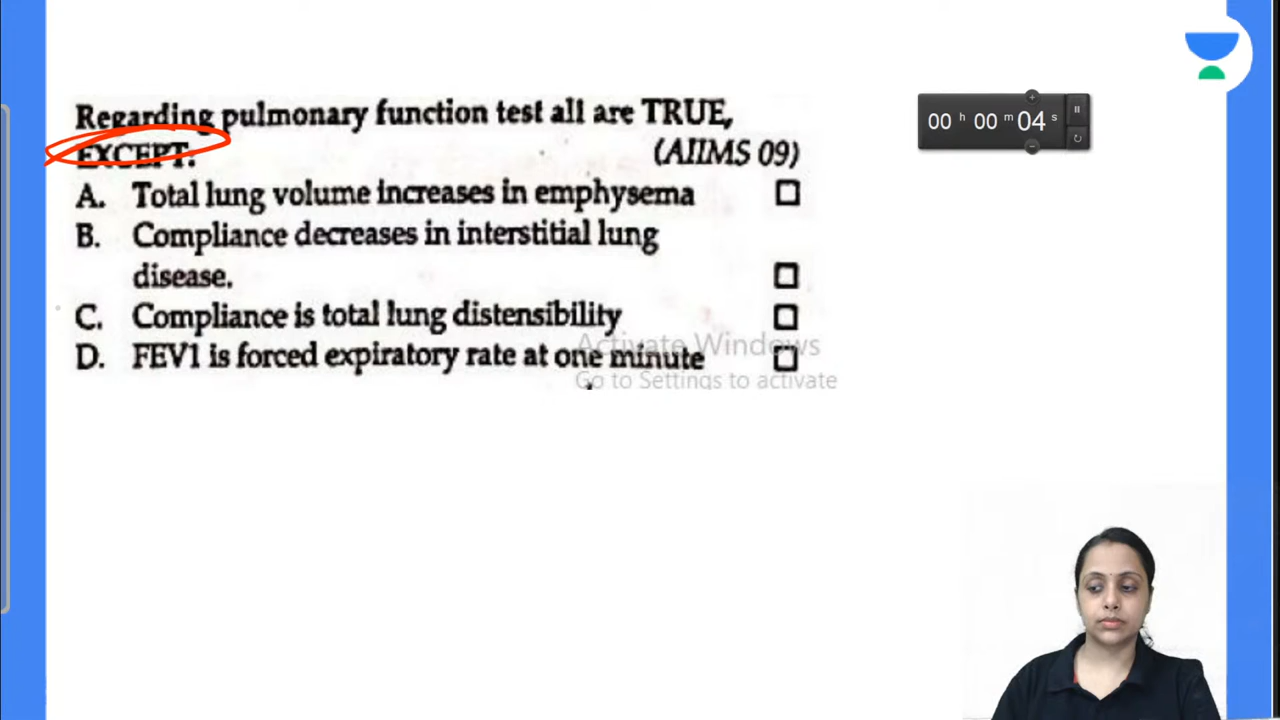 Regarding pulmonary function test all are TRUE,
EXCEPT:
(AIIMS 09)
A. Total lung volume increases in emphysema
B. Compliance decreases in interstitial lung
disease.
C. Compliance is total lung distensibility
D. FEV1 is forced expiratory rate at one minute
Activate Windows
Go to Settings to activate
00 h 00 m 04 s